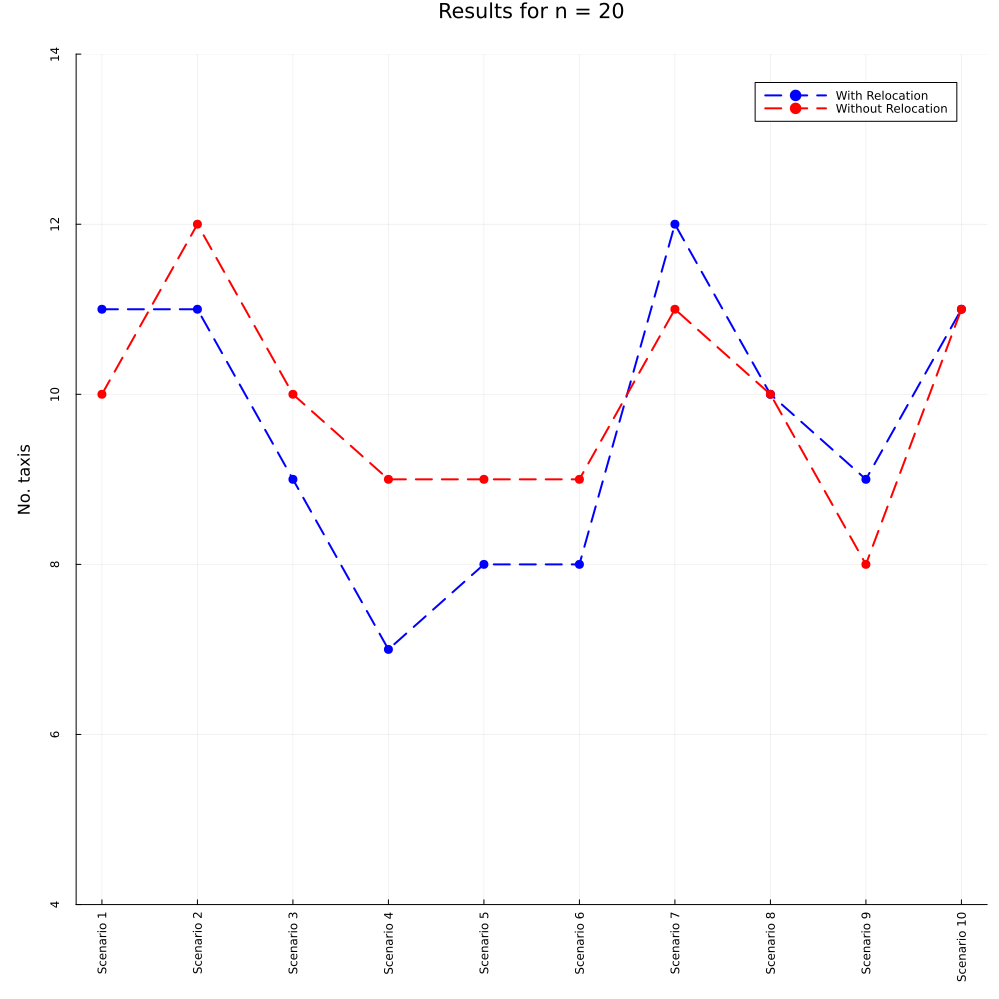 Results for n = 20
With Relocation
Without Relocation
No. taxis
14
12
10
8
6
4
Scenario 1
Scenario 2
Scenario 3
Scenario 4
Scenario 5
Scenario 6
Scenario 7
Scenario 8
Scenario 9
Scenario 10